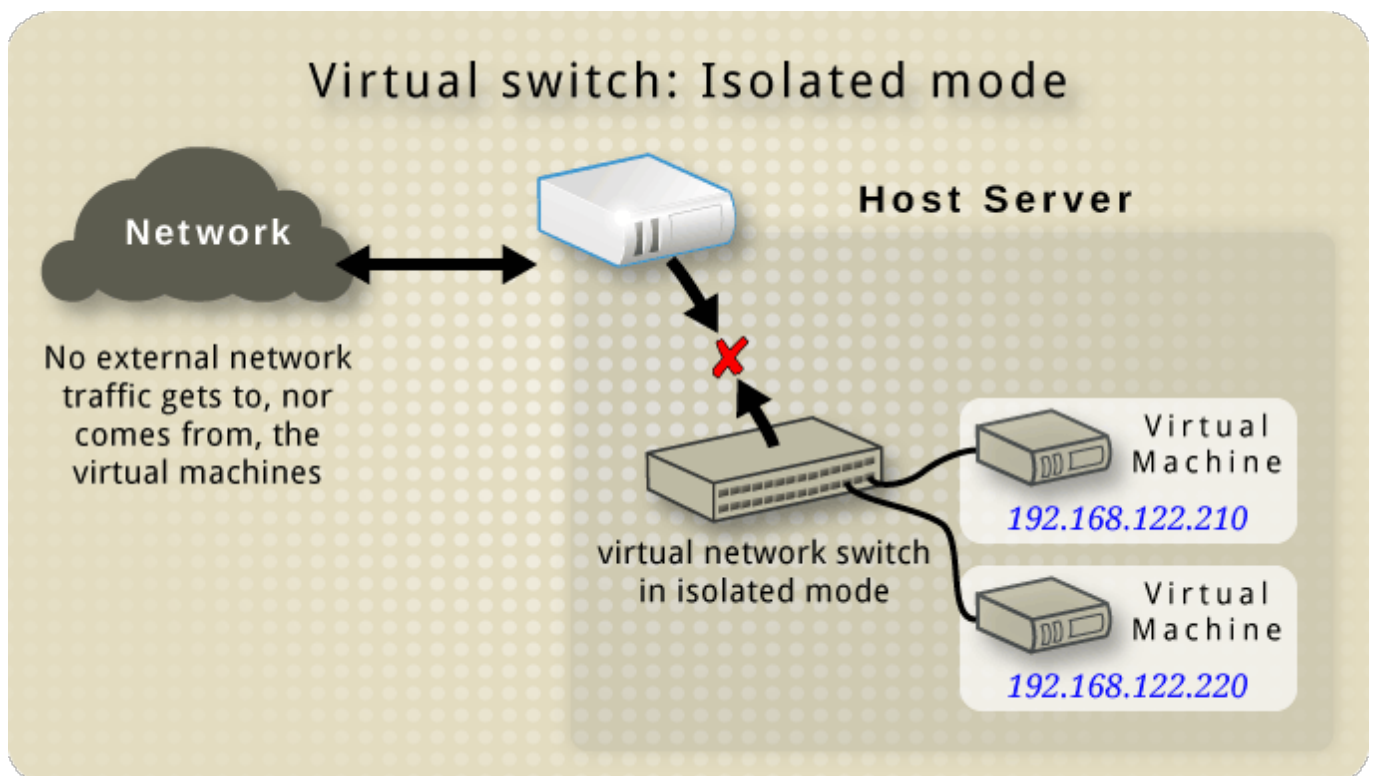 Virtual switch: Isolated mode
Network
Host Server
No external network
traffic gets to, nor
comes from, the
virtual machines
virtual network switch
in isolated mode
Virtual
Machine
192.168.122.210
Virtual
Machine
192.168.122.220